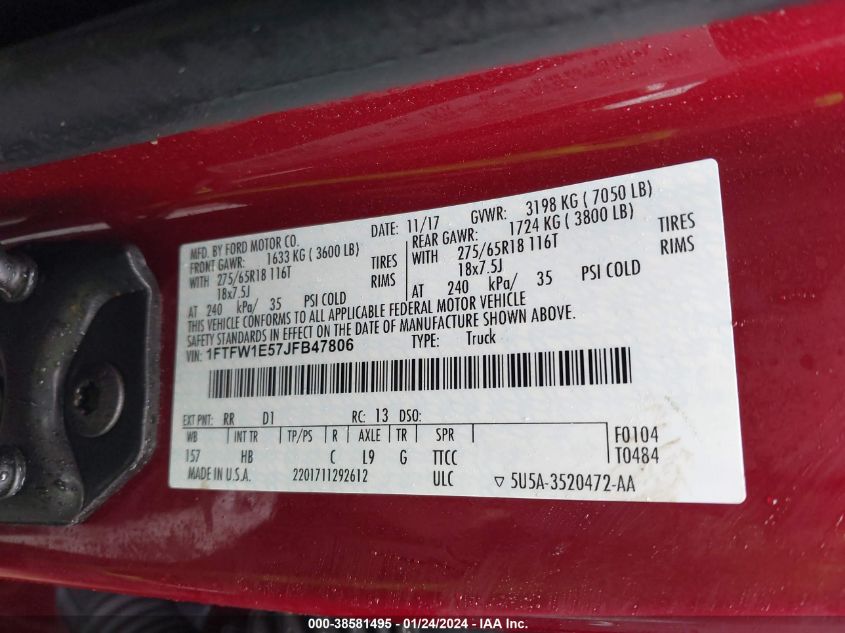 MFD. BY FORD MOTOR CO.
DATE: 11/17 GVWR: 3198 KG ( 7050 LB)
FRONT GAWR: 1633 KG ( 3600 LB) REAR GAWR: 1724 KG ( 3800 LB)
WITH 275/65R18 116T TIRES WITH 275/65R18 116T TIRES
18x7.5J RIMS 18x7.5J RIMS
AT 240 kPa/ 35 PSI COLD AT 240 kPa/ 35 PSI COLD
THIS VEHICLE CONFORMS TO ALL APPLICABLE FEDERAL MOTOR VEHICLE
SAFETY STANDARDS IN EFFECT ON THE DATE OF MANUFACTURE SHOWN ABOVE.
VIN: 1FTFW1E57JFB47806 TYPE: Truck
EXT PNT: RR D1 RC: 13 DSO:
WB INT TR TP/PS R AXLE TR SPR F0104
157 HB C L9 G TTCC T0484
MADE IN U.S.A. 2201711292612 ULC ▽ 5U5A-3520472-AA
000-38581495 - 01/24/2024 - IAA Inc.